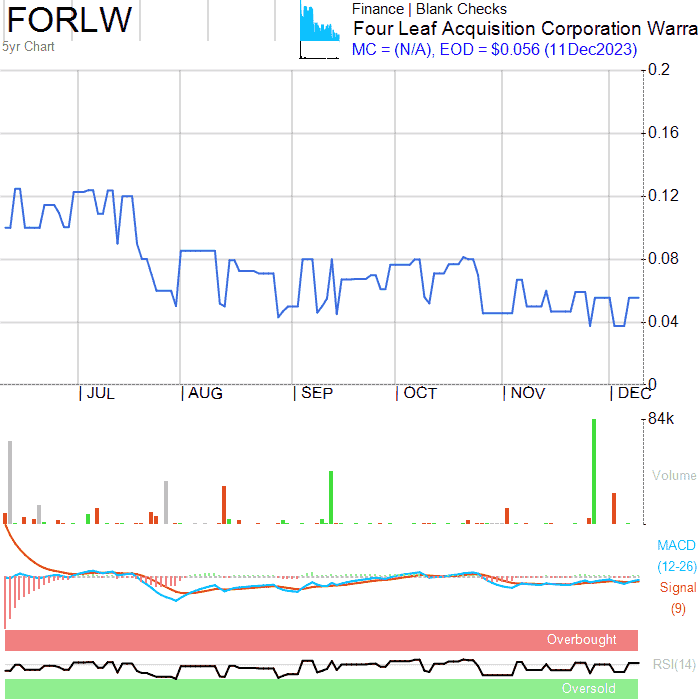 FORLW
5yr Chart
Finance | Blank Checks
Four Leaf Acquisition Corporation Warra
MC = (N/A), EOD = $0.056 (11Dec2023)
0.2
0.16
0.12
0.08
0.04
0
| JUL | AUG | SEP | OCT | NOV | DEC
84k
Volume
MACD
(12-26)
Signal
(9)
Overbought
RSI(14)
Oversold